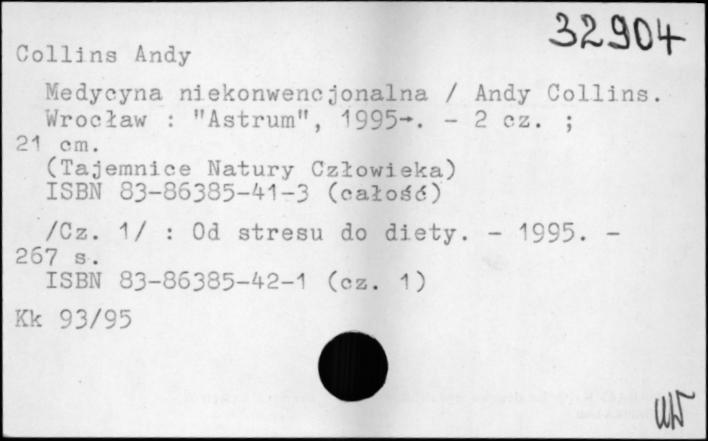 32904
Collins Andy
Medycyna niekonwencjonalna / Andy Collins.
Wrocław : "Astrum", 1995-. - 2 cz. ;
21 cm.
(Tajemnice Natury Człowieka)
ISBN 83-86385-41-3 (całość)
/Cz. 1/ : Od stresu do diety. - 1995. -
267 s.
ISBN 83-86385-42-1 (cz. 1)
Kk 93/95